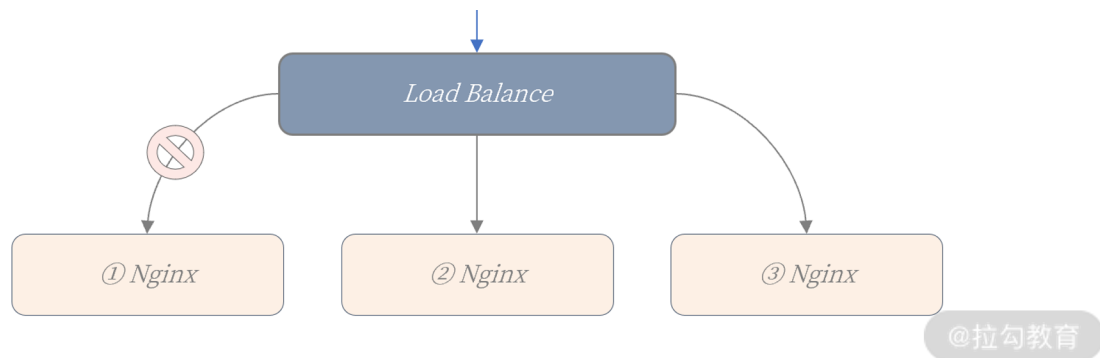 Load Balance
① Nginx
② Nginx
③ Nginx
@拉勾教育